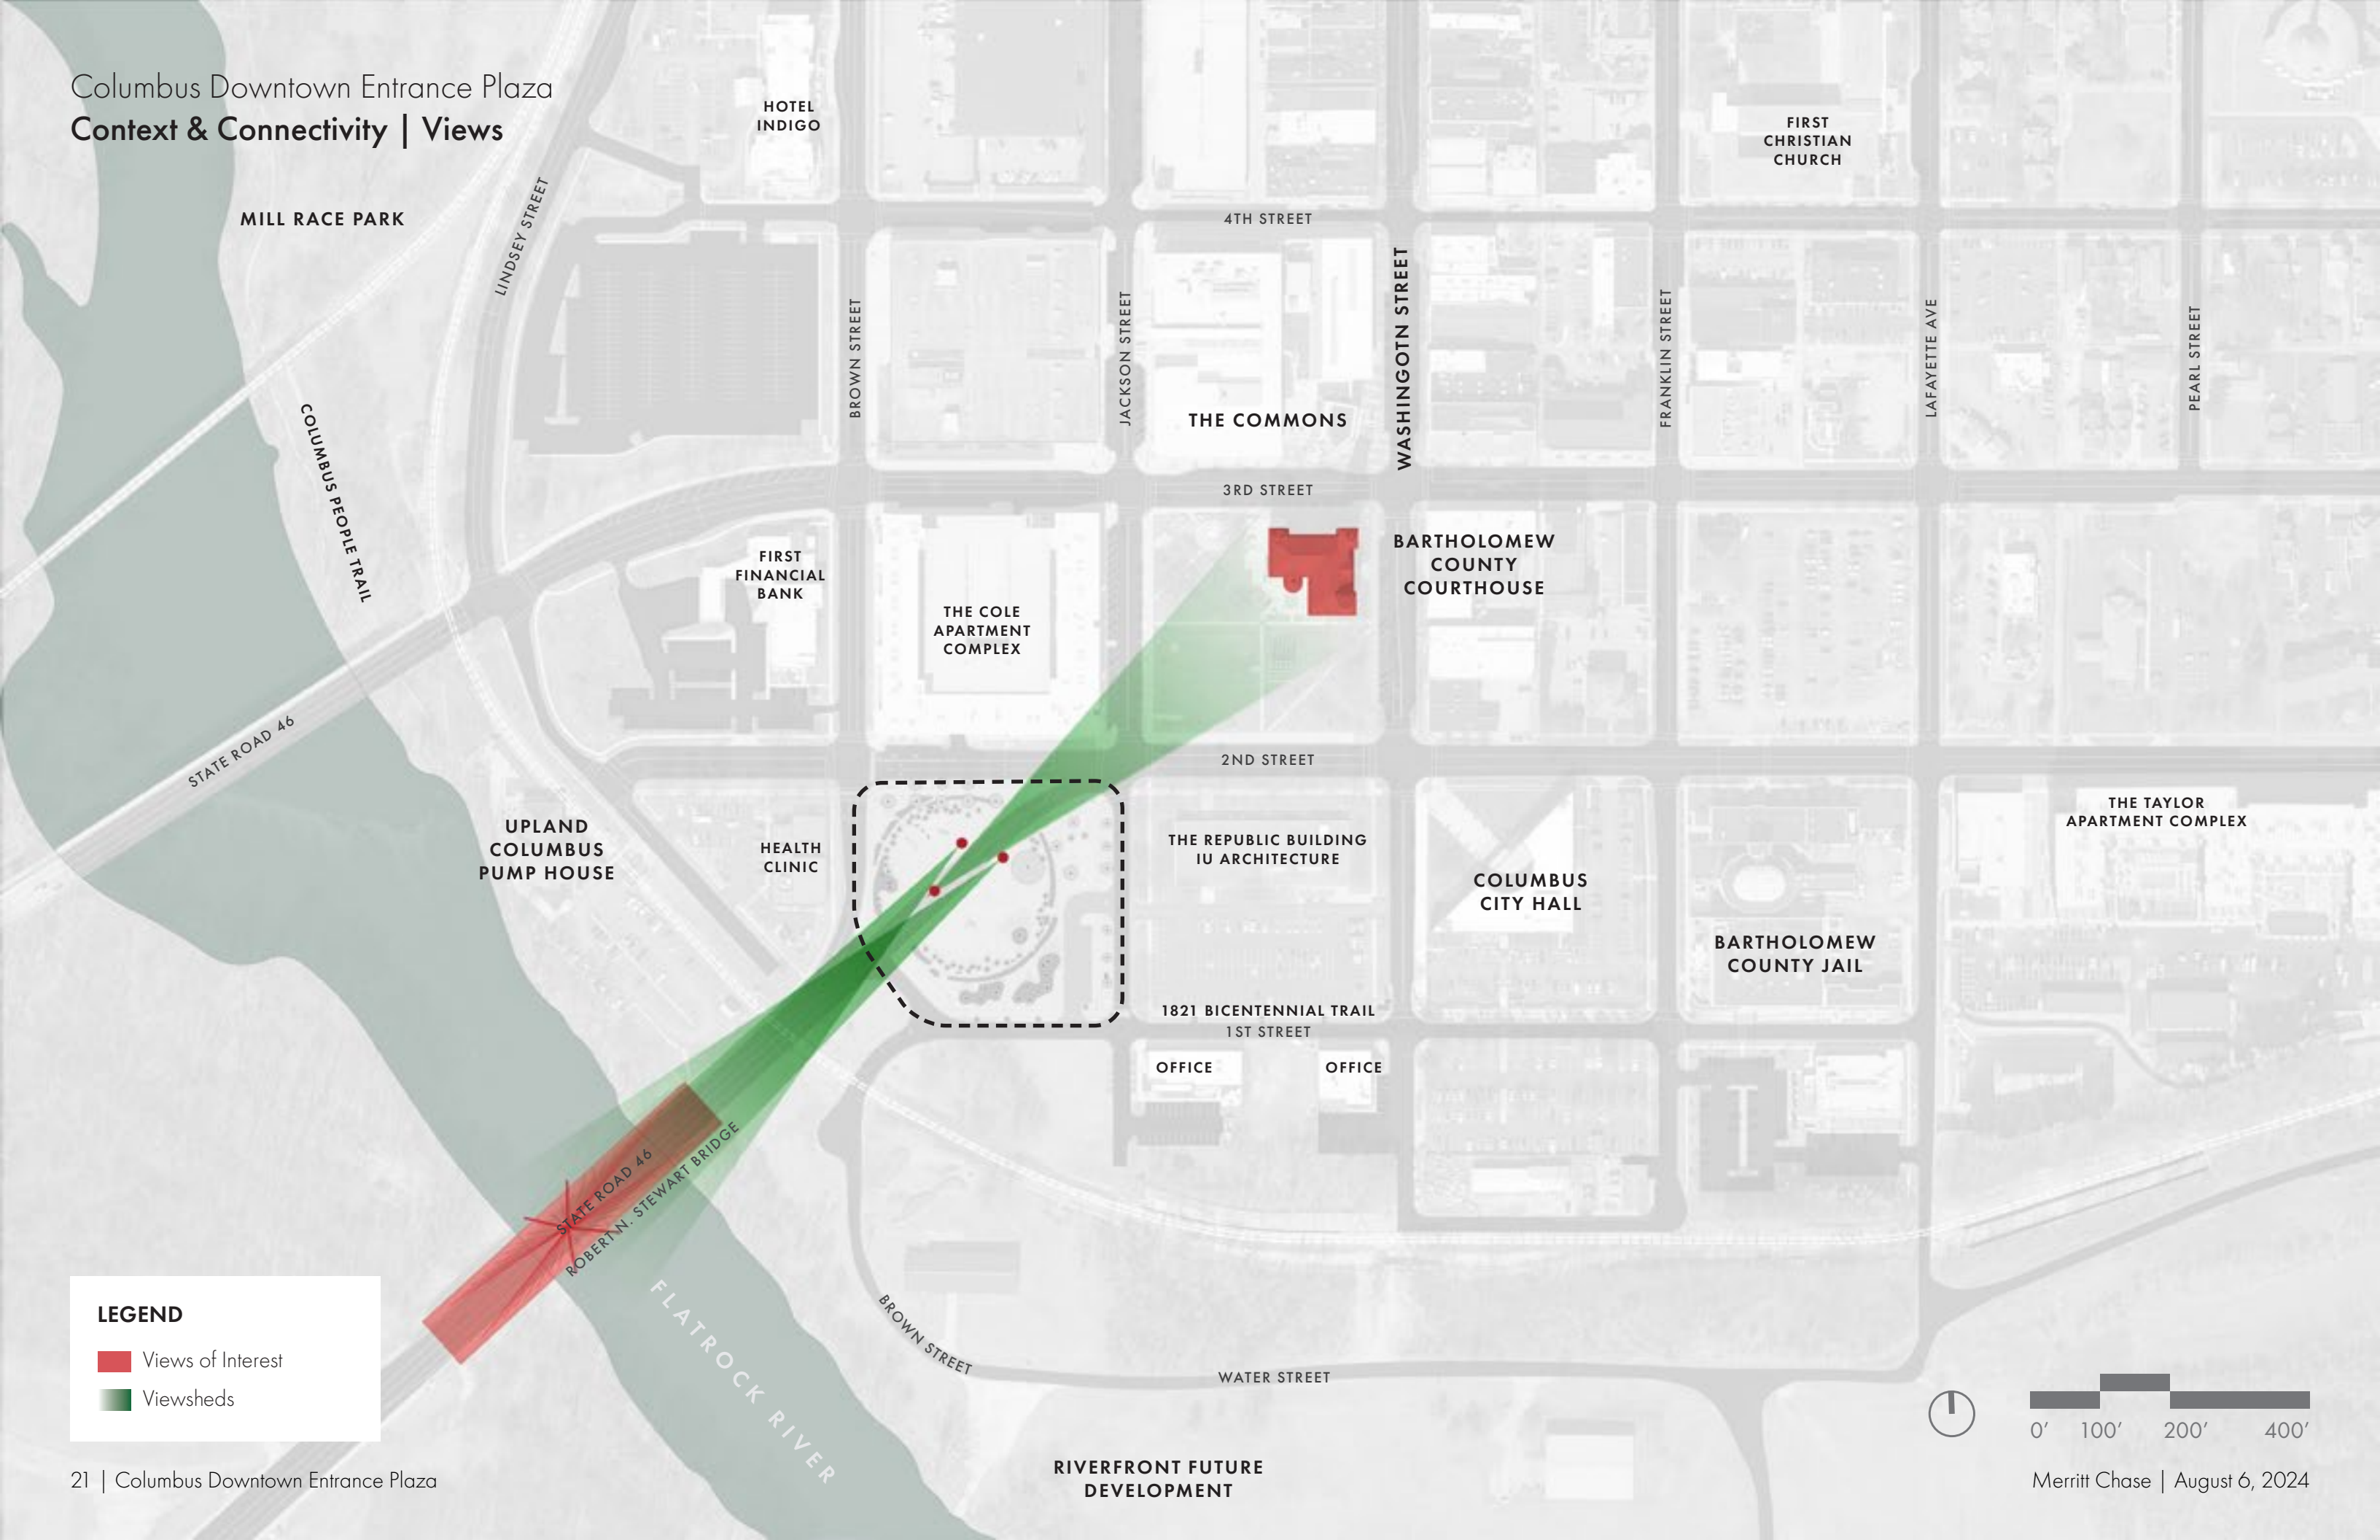 Columbus Downtown Entrance Plaza
Context & Connectivity | Views
HOTEL
INDIGO
FIRST
CHRISTIAN
CHURCH
MILL RACE PARK
LINDSEY STREET
4TH STREET
BROWN STREET
JACKSON STREET
WASHINGOTN STREET
FRANKLIN STREET
LAFAYETTE AVE
PEARL STREET
THE COMMONS
COLUMBUS PEOPLE TRAIL
3RD STREET
FIRST
FINANCIAL
BANK
THE COLE
APARTMENT
COMPLEX
BARTHOLOMEW
COUNTY
COURTHOUSE
STATE ROAD 46
2ND STREET
UPLAND
COLUMBUS
PUMP HOUSE
HEALTH
CLINIC
THE REPUBLIC BUILDING
IU ARCHITECTURE
COLUMBUS
CITY HALL
BARTHOLOMEW
COUNTY JAIL
THE TAYLOR
APARTMENT COMPLEX
1821 BICENTENNIAL TRAIL
1ST STREET
OFFICE
OFFICE
STATE ROAD 46
ROBERT N. STEWART BRIDGE
FLATROCK RIVER
BROWN STREET
WATER STREET
RIVERFRONT FUTURE
DEVELOPMENT
LEGEND
Views of Interest
Viewsheds
0' 100' 200' 400'
21 | Columbus Downtown Entrance Plaza
Merritt Chase | August 6, 2024